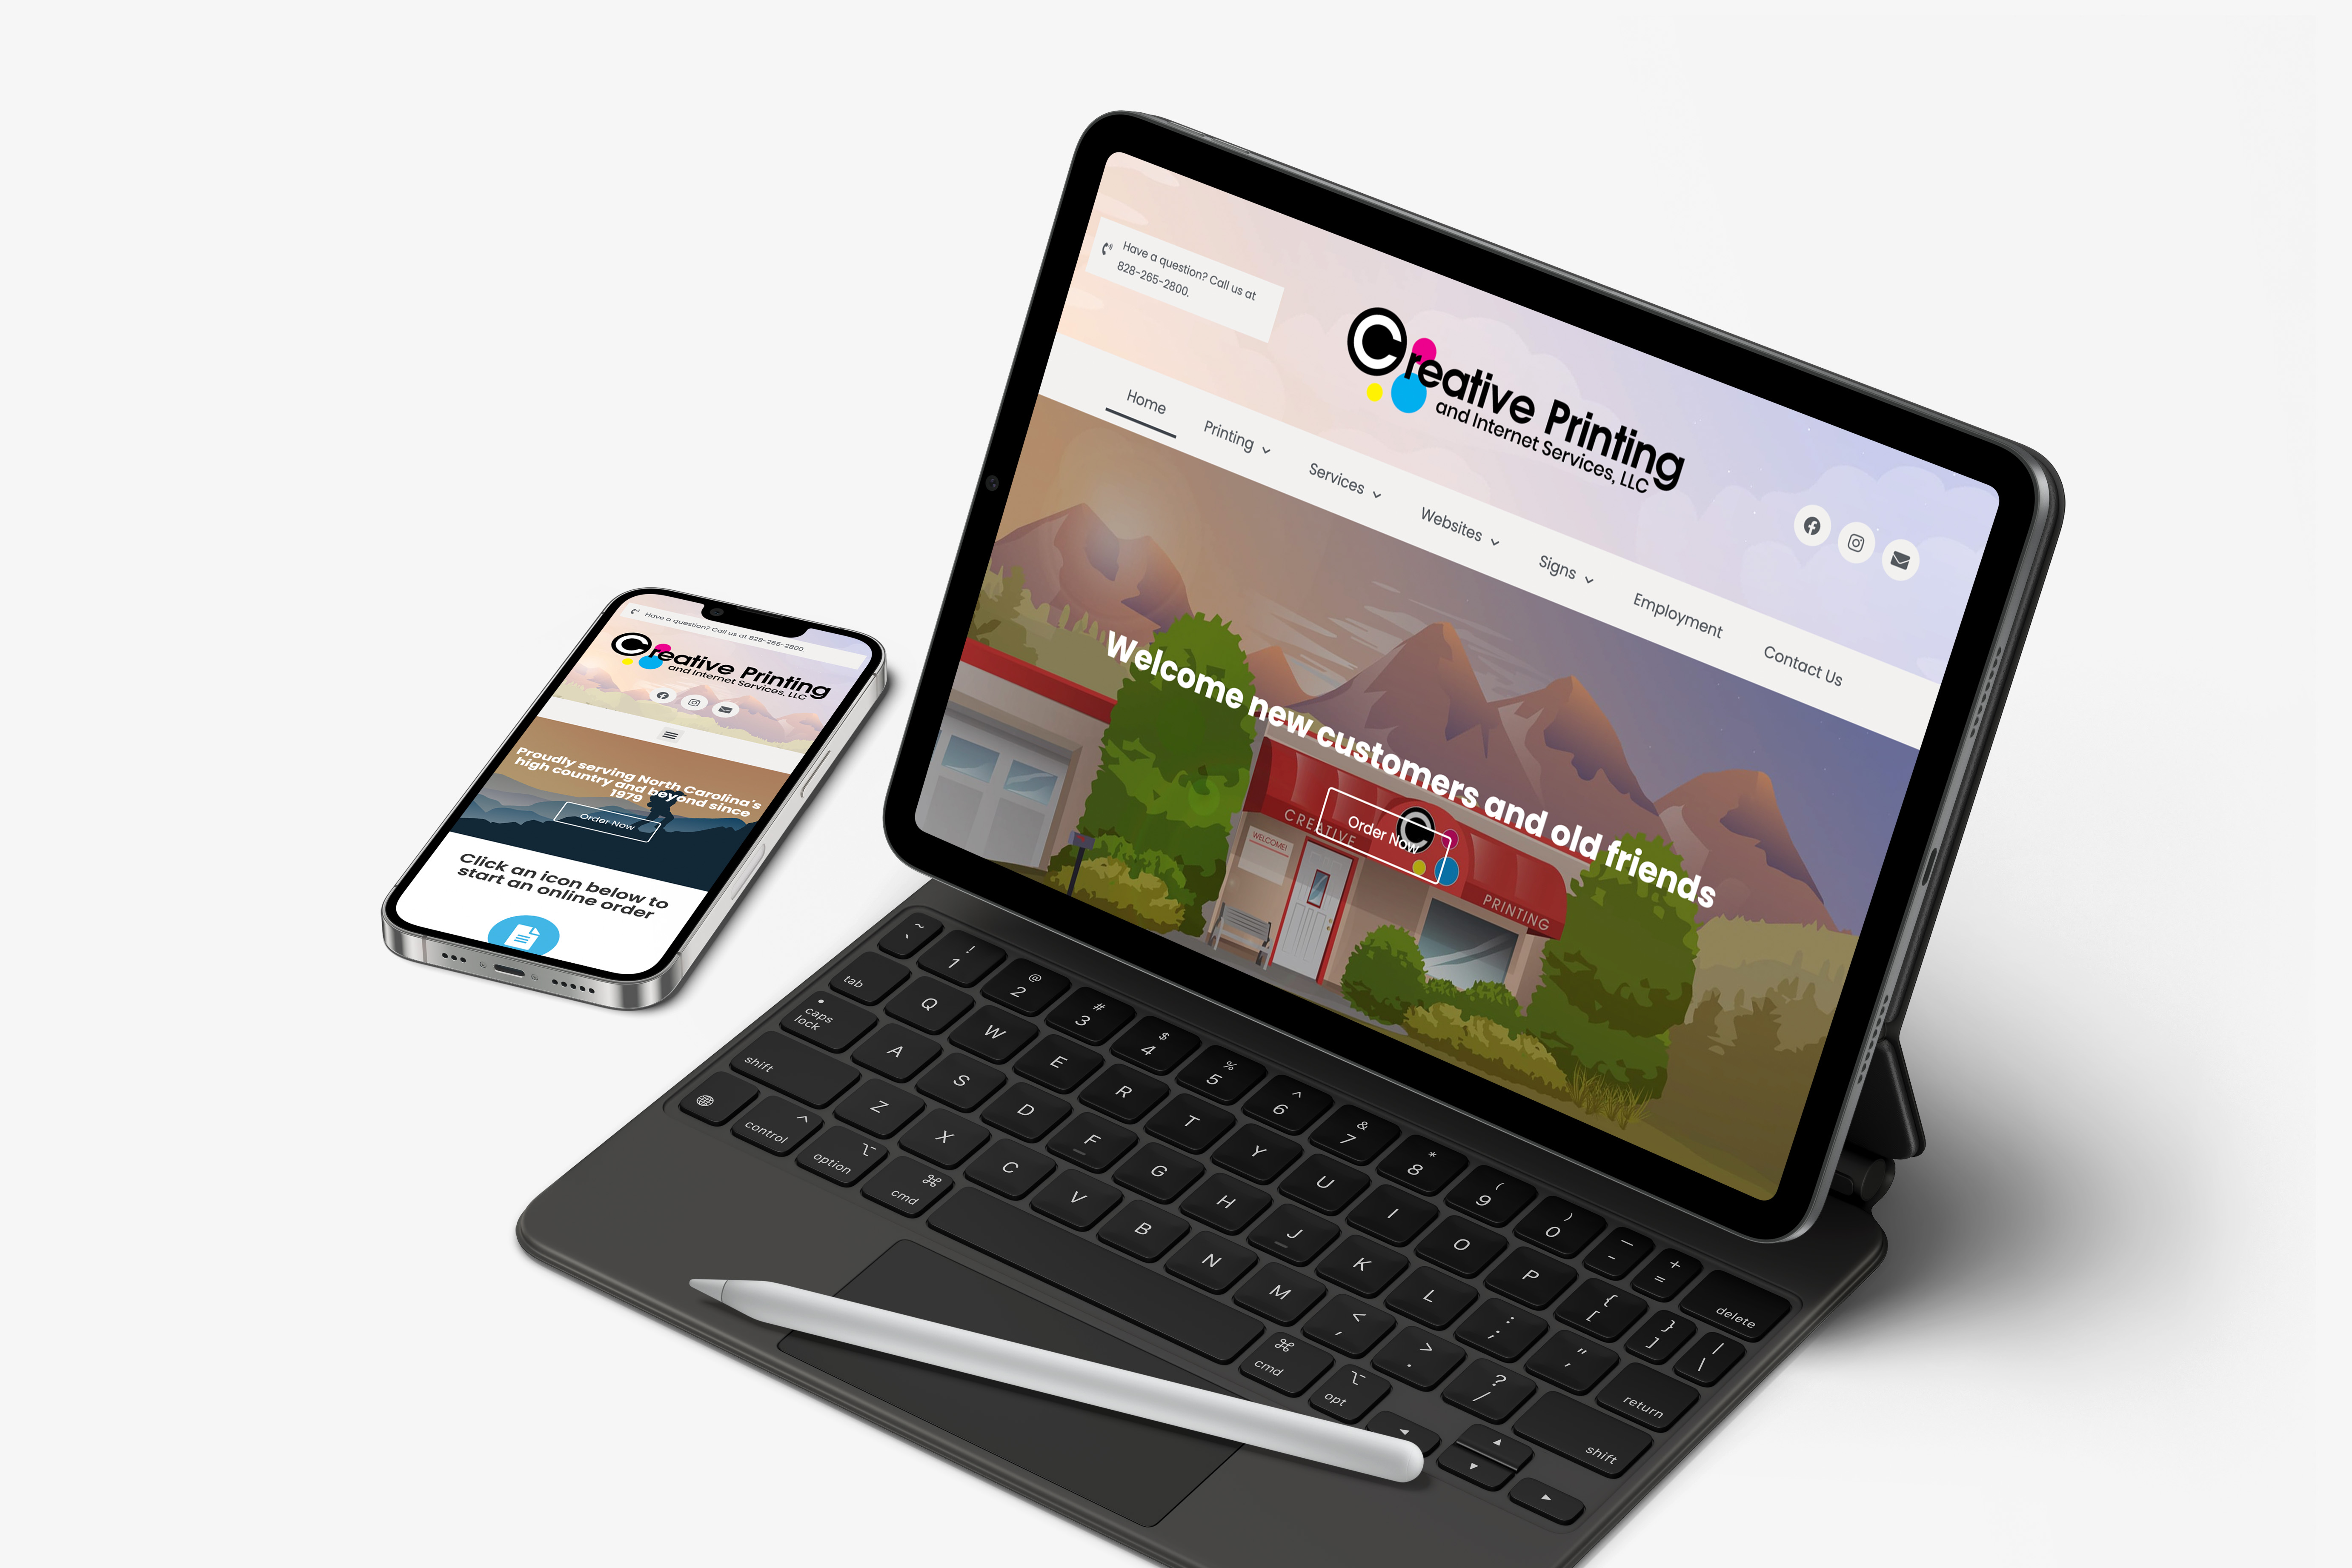 Have a question? Call us at 828-265-2800.
Creative Printing
and Internet Services, LLC
Proudly serving North Carolina's
high country and beyond since
1979
Order Now
Click an icon below to
start an online order
Have a question? Call us at
828-265-2800.
Creative Printing
and Internet Services, LLC
Home
Printing
Services
Websites
Signs
Employment
Contact Us
Welcome new customers and old friends
Order Now
CREATIVE
C
PRINTING
WELCOME!
~ `
! 1
@ 2
# 3
$ 4
% 5
^ 6
& 7
* 8
( 9
) 0
_ -
+ =
delete
tab
Q W E R T Y U I O P
{ [
} ]
| \
caps
lock
A S D F G H J K L
: ;
" '
return
shift
Z X C V B N M
< ,
> .
? /
shift
control
option
cmd
cmd
opt